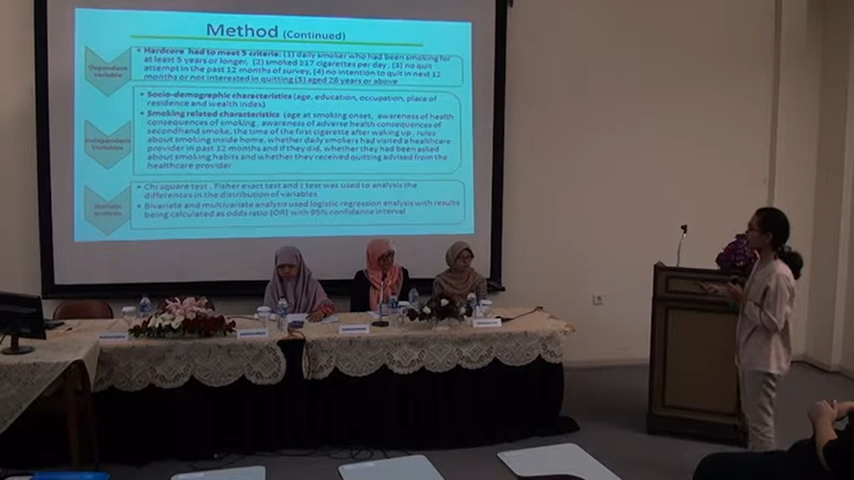 Method (Continued)
Dependent
variable
• Hardcore had to meet 5 criteria: (1) daily smoker who had been smoking for
at least 5 years or longer, (2) smoked ≥17 cigarettes per day, (3) no quit
attempt in the past 12 months of survey, (4) no intention to quit in next 12
months or not interested in quitting (5) aged 26 years or above
Independent
Variables
• Socio-demographic characteristics (age, education, occupation, place of
residence and wealth index)
• Smoking related characteristics (age at smoking onset, awareness of health
consequences of smoking, awareness of adverse health consequences of
secondhand smoke, the time of the first cigarette after waking up, rules
about smoking inside home, whether daily smokers had visited a healthcare
provider in past 12 months and if they did, whether they had been asked
about smoking habits and whether they received quitting advised from the
healthcare provider
Statistic
analysis
• Chi square test, Fisher exact test and t test was used to analysis the
differences in the distribution of variables
• Bivariate and multivariate analysis used logistic regression analysis with results
being calculated as odds ratio (OR) with 95% confidence interval